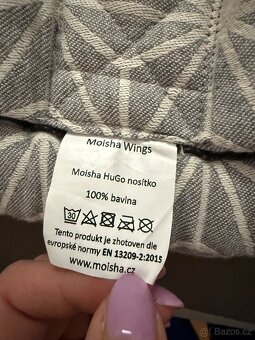 Moisha Wings
Moisha HuGo nosítko
100% bavina
30
Tento produkt je zhotoven dle
evropské normy EN 13209-2:2015
www.moisha.cz
Bazos.cz